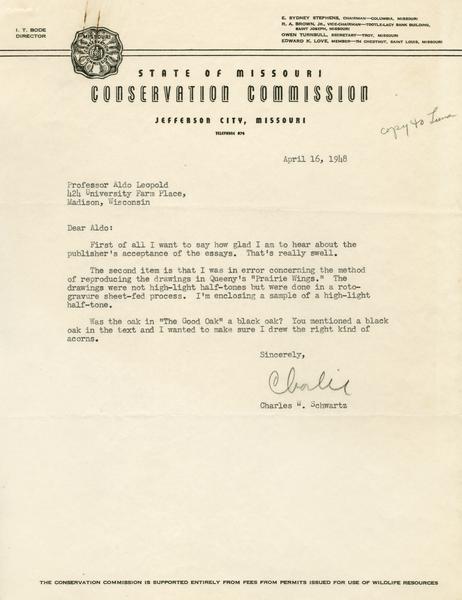 I. T. BODE
DIRECTOR
MISSOURI
E. SYDNEY STEPHENS, CHAIRMAN—COLUMBIA, MISSOURI
R. A. BROWN, JR., VICE-CHAIRMAN—TOOTLE-LACY BANK BUILDING,
SAINT JOSEPH, MISSOURI
OWEN TURNBULL, SECRETARY—TROY, MISSOURI
EDWARD K. LOVE, MEMBER—714 CHESTNUT, SAINT LOUIS, MISSOURI
STATE OF MISSOURI
CONSERVATION COMMISSION
JEFFERSON CITY, MISSOURI
TELEPHONE 874
copy to Luna
April 16, 1948
Professor Aldo Leopold
424 University Farm Place,
Madison, Wisconsin
Dear Aldo:
First of all I want to say how glad I am to hear about the
publisher's acceptance of the essays. That's really swell.
The second item is that I was in error concerning the method
of reproducing the drawings in Queeny's "Prairie Wings." The
drawings were not high-light half-tones but were done in a roto-
gravure sheet-fed process. I'm enclosing a sample of a high-light
half-tone.
Was the oak in "The Good Oak" a black oak? You mentioned a black
oak in the text and I wanted to make sure I drew the right kind of
acorns.
Sincerely,
Charlie
Charles W. Schwartz
THE CONSERVATION COMMISSION IS SUPPORTED ENTIRELY FROM FEES FROM PERMITS ISSUED FOR USE OF WILDLIFE RESOURCES